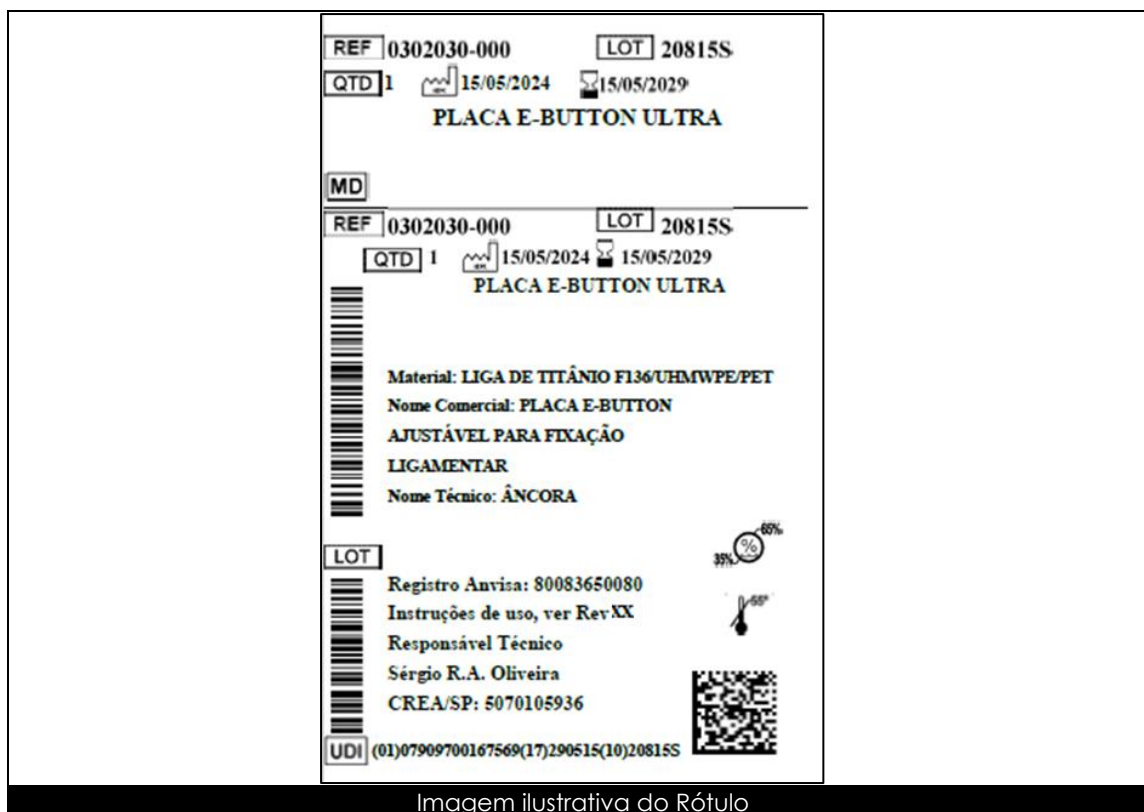 REF 0302030-000 LOT 20815S
QTD 1 15/05/2024 15/05/2029
PLACA E-BUTTON ULTRA
MD
REF 0302030-000 LOT 20815S
QTD 1 15/05/2024 15/05/2029
PLACA E-BUTTON ULTRA
Material: LIGA DE TITÂNIO F136/UHMWPE/PET
Nome Comercial: PLACA E-BUTTON
AJUSTÁVEL PARA FIXAÇÃO
LIGAMENTAR
Nome Técnico: ÂNCORA
65%
%
35%
LOT
Registro Anvisa: 80083650080
55°
Instruções de uso, ver Rev XX
Responsável Técnico
Sérgio R.A. Oliveira
CREA/SP: 5070105936
UDI (01)07909700167569(17)290515(10)20815S
Imagem ilustrativa do Rótulo